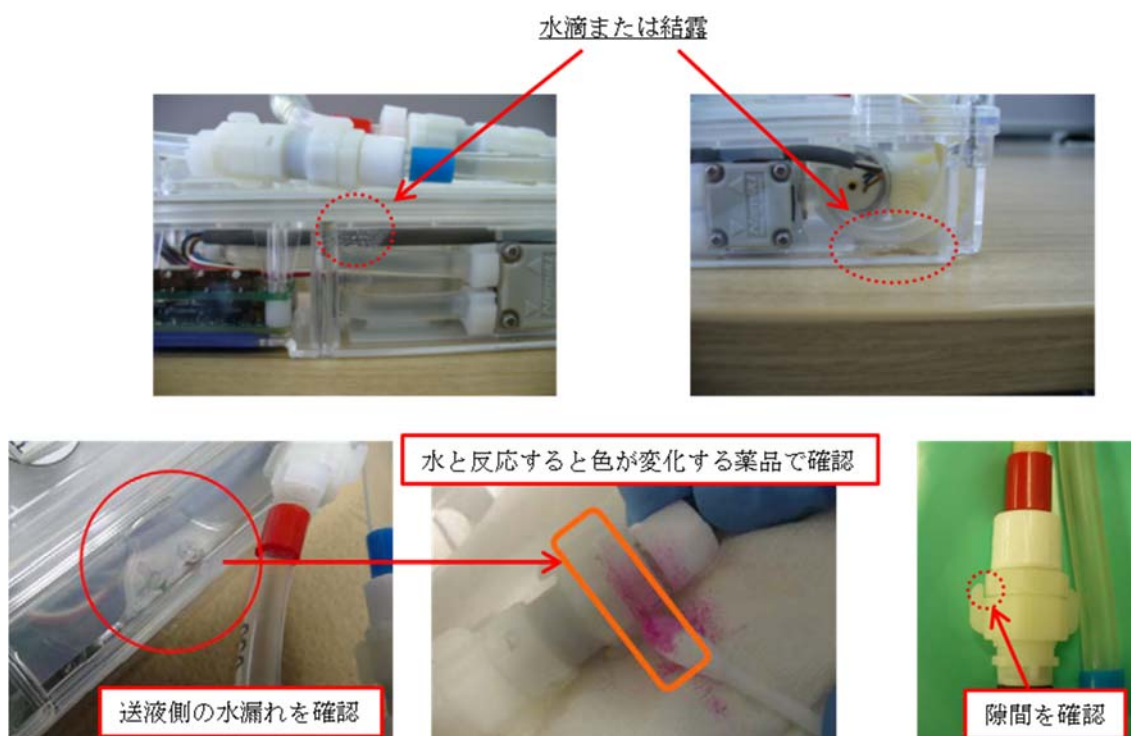 水滴または結露
水と反応すると色が変化する薬品で確認
送液側の水漏れを確認
隙間を確認